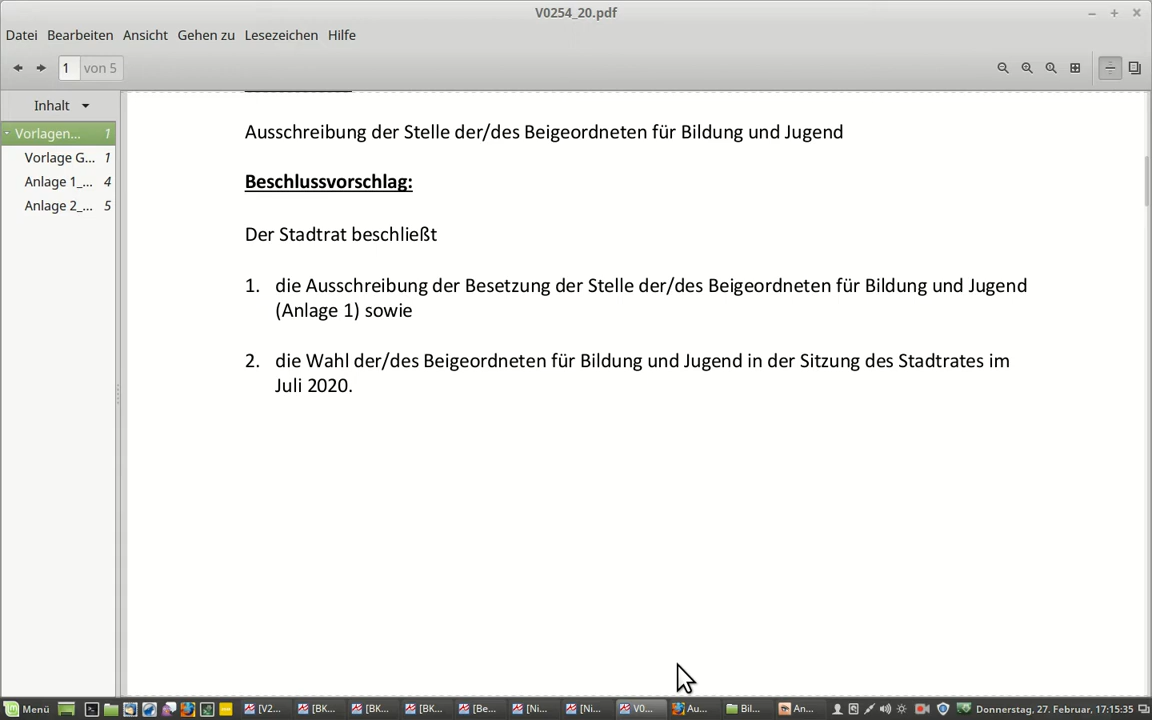 V0254_20.pdf
Datei Bearbeiten Ansicht Gehen zu Lesezeichen Hilfe
1 von 5
Inhalt
Vorlagen... 1
Vorlage G... 1
Anlage 1_... 4
Anlage 2_... 5
Ausschreibung der Stelle der/des Beigeordneten für Bildung und Jugend
Beschlussvorschlag:
Der Stadtrat beschließt
1. die Ausschreibung der Besetzung der Stelle der/des Beigeordneten für Bildung und Jugend
(Anlage 1) sowie
2. die Wahl der/des Beigeordneten für Bildung und Jugend in der Sitzung des Stadtrates im
Juli 2020.
Menü [V2... [BK... [BK... [BK... [Be... [Ni... [Ni... V0... Au... Bil... An... Donnerstag, 27. Februar, 17:15:35